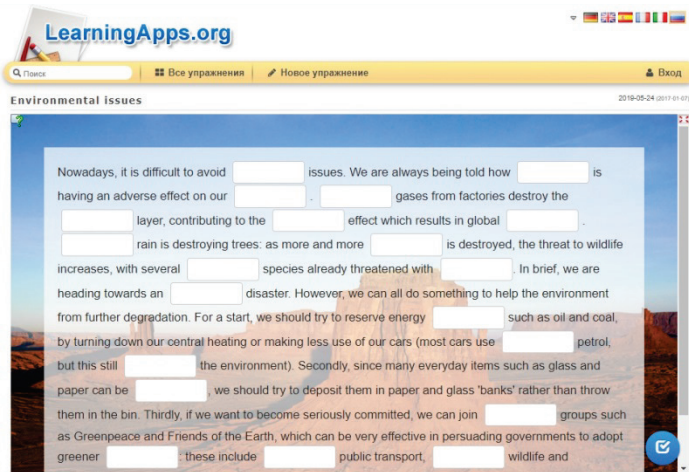 LearningApps.org
Поиск
Все упражнения
Новое упражнение
Вход
Environmental issues
2019-05-24 (2017-01-07)
Nowadays, it is difficult to avoid issues. We are always being told how is
having an adverse effect on our . gases from factories destroy the
layer, contributing to the effect which results in global .
rain is destroying trees: as more and more is destroyed, the threat to wildlife
increases, with several species already threatened with . In brief, we are
heading towards an disaster. However, we can all do something to help the environment
from further degradation. For a start, we should try to reserve energy such as oil and coal,
by turning down our central heating or making less use of our cars (most cars use petrol,
but this still the environment). Secondly, since many everyday items such as glass and
paper can be , we should try to deposit them in paper and glass 'banks' rather than throw
them in the bin. Thirdly, if we want to become seriously committed, we can join groups such
as Greenpeace and Friends of the Earth, which can be very effective in persuading governments to adopt
greener : these include public transport, wildlife and